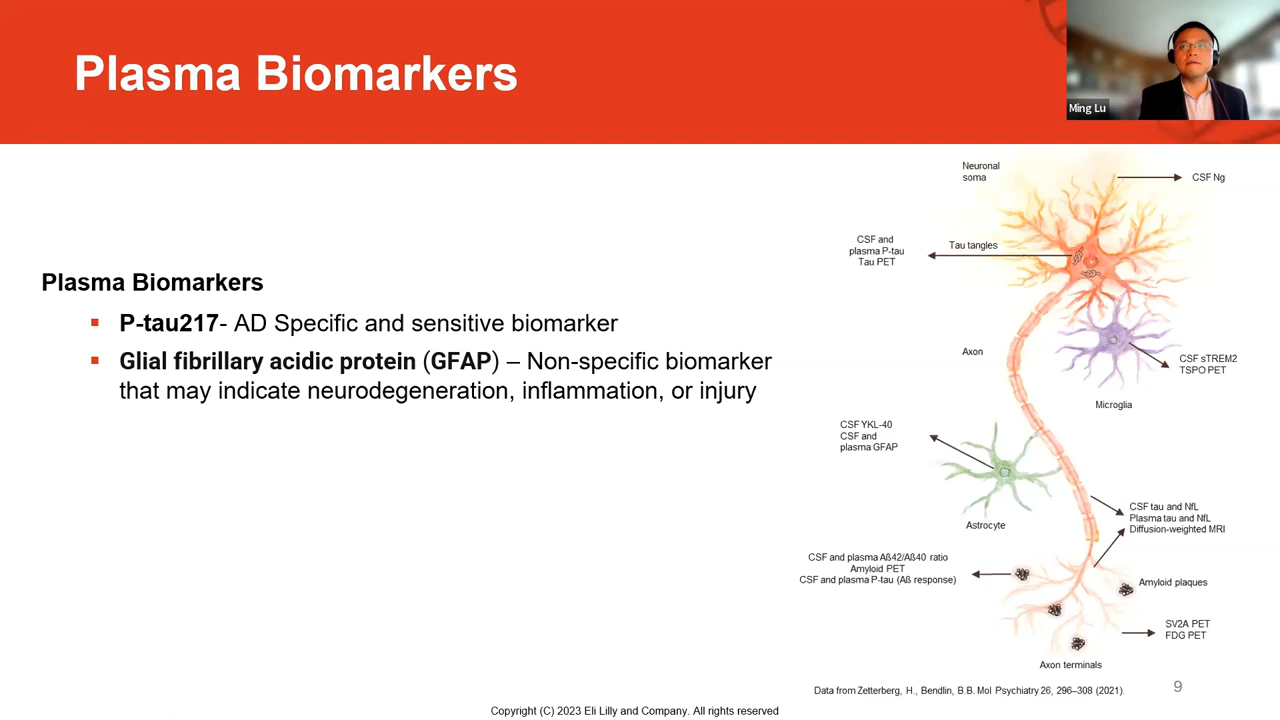 Plasma Biomarkers
Ming Lu
Plasma Biomarkers
P-tau217- AD Specific and sensitive biomarker
Glial fibrillary acidic protein (GFAP) – Non-specific biomarker
that may indicate neurodegeneration, inflammation, or injury
Neuronal
soma
CSF Ng
CSF and
plasma P-tau
Tau PET
Tau tangles
Axon
CSF sTREM2
TSPO PET
Microglia
CSF YKL-40
CSF and
plasma GFAP
Astrocyte
CSF tau and NfL
Plasma tau and NfL
Diffusion-weighted MRI
CSF and plasma Aß42/Aß40 ratio
Amyloid PET
CSF and plasma P-tau (Aß response)
Amyloid plaques
SV2A PET
FDG PET
Axon terminals
Data from Zetterberg, H., Bendlin, B.B. Mol Psychiatry 26, 296–308 (2021).
9
Copyright (C) 2023 Eli Lilly and Company. All rights reserved